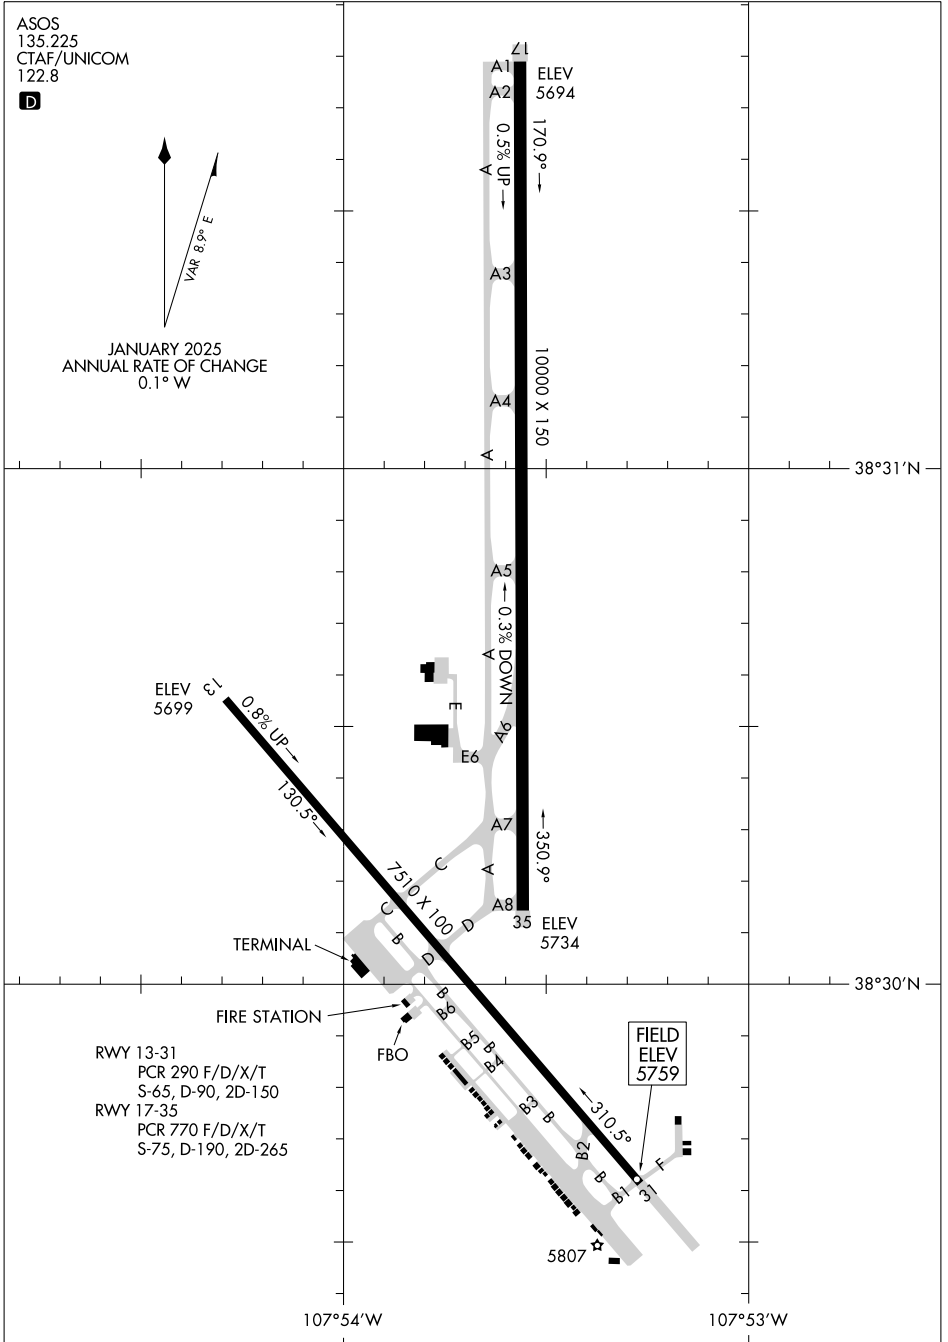 ASOS
135.225
CTAF/UNICOM
122.8
D
VAR 8.9° E
JANUARY 2025
ANNUAL RATE OF CHANGE
0.1° W
17
A1
ELEV
5694
A2
0.5% UP
170.9°
A
A3
10000 X 150
A4
A
38°31'N
A5
0.3% DOWN
A
E
A6
E6
ELEV
5699
13
0.8% UP
130.5°
A7
350.9°
C
A
7510 X 100
A8
35
ELEV
5734
C
D
B
D
TERMINAL
38°30'N
B
B6
FIRE STATION
FBO
B5
B
B4
FIELD
ELEV
5759
RWY 13-31
PCR 290 F/D/X/T
S-65, D-90, 2D-150
RWY 17-35
PCR 770 F/D/X/T
S-75, D-190, 2D-265
B3
B
310.5°
B2
F
B
B1
31
5807
107°54'W
107°53'W